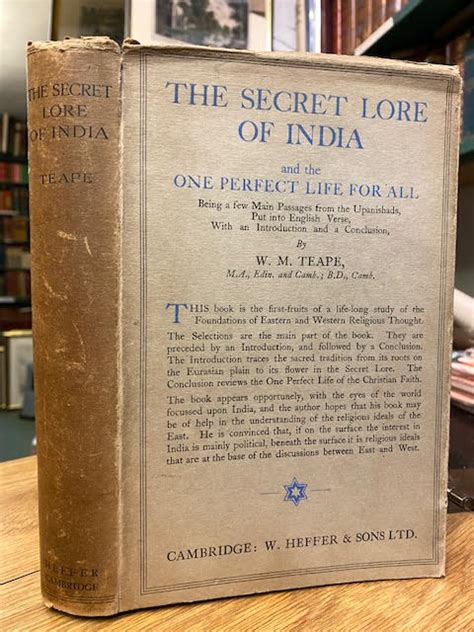 THE SECRET
LORE
OF INDIA
TEAPE
HEFFER
CAMBRIDGE
THE SECRET LORE
OF INDIA
and the
ONE PERFECT LIFE FOR ALL
Being a few Main Passages from the Upanishads,
Put into English Verse,
With an Introduction and a Conclusion,
By
W. M. TEAPE,
M.A., Edin. and Camb.; B.D., Camb.
THIS book is the first-fruits of a life-long study of the
Foundations of Eastern and Western Religious Thought.
The Selections are the main part of the book. They are
preceded by an Introduction, and followed by a Conclusion.
The Introduction traces the sacred tradition from its roots on
the Eurasian plain to its flower in the Secret Lore. The
Conclusion reviews the One Perfect Life of the Christian Faith.
The book appears opportunely, with the eyes of the world
focussed upon India, and the author hopes that his book may
be of help in the understanding of the religious ideals of the
East. He is convinced that, if on the surface the interest in
India is mainly political, beneath the surface it is religious ideals
that are at the base of the discussions between East and West.
CAMBRIDGE: W. HEFFER & SONS LTD.